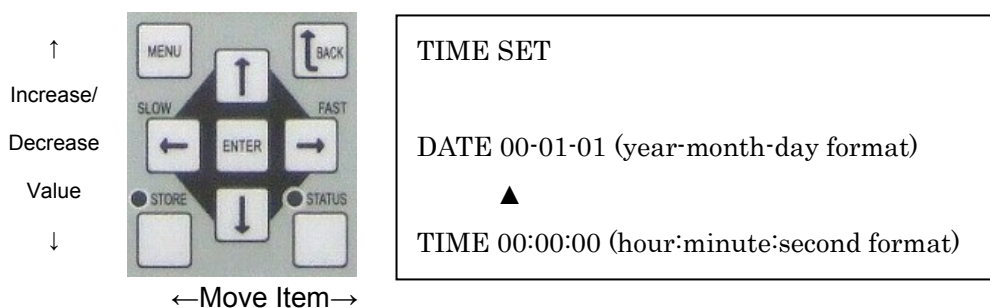 ↑
Increase/
Decrease
Value
↓
MENU
BACK
SLOW
FAST
ENTER
STORE
STATUS
←Move Item→
TIME SET
DATE 00-01-01 (year-month-day format)
▲
TIME 00:00:00 (hour:minute:second format)